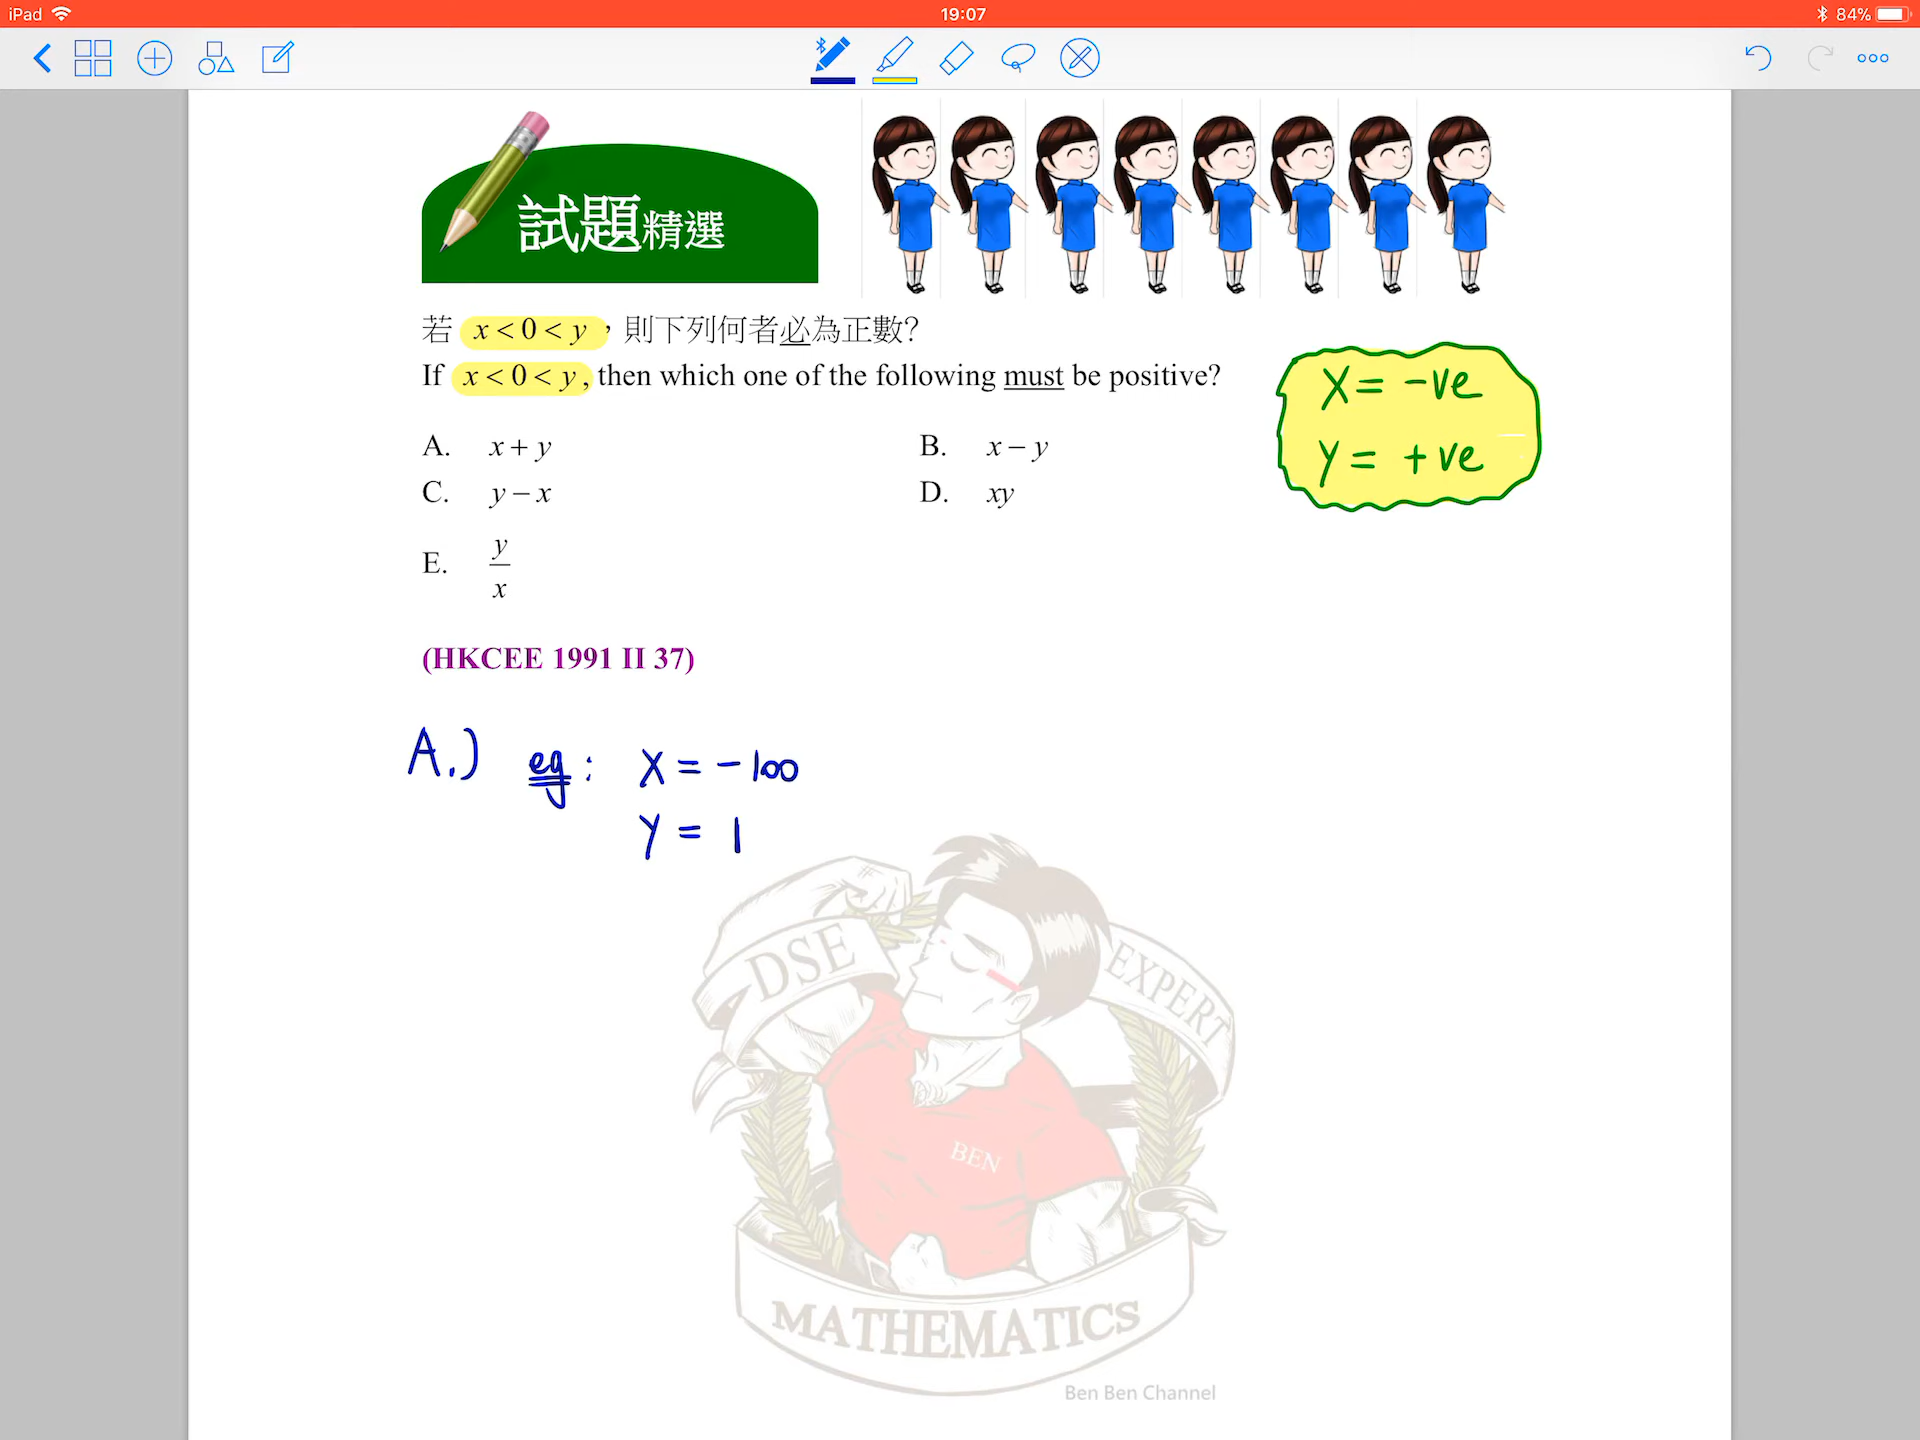 iPad 19:07 84%
試題精選
若 x < 0 < y，則下列何者必為正數?
If x < 0 < y, then which one of the following must be positive?
X = -ve
Y = +ve
A. x + y B. x − y
C. y − x D. xy
E. y/x
(HKCEE 1991 II 37)
A.) eg : X = -100
Y = 1
DSE EXPERT
BEN
MATHEMATICS
Ben Ben Channel